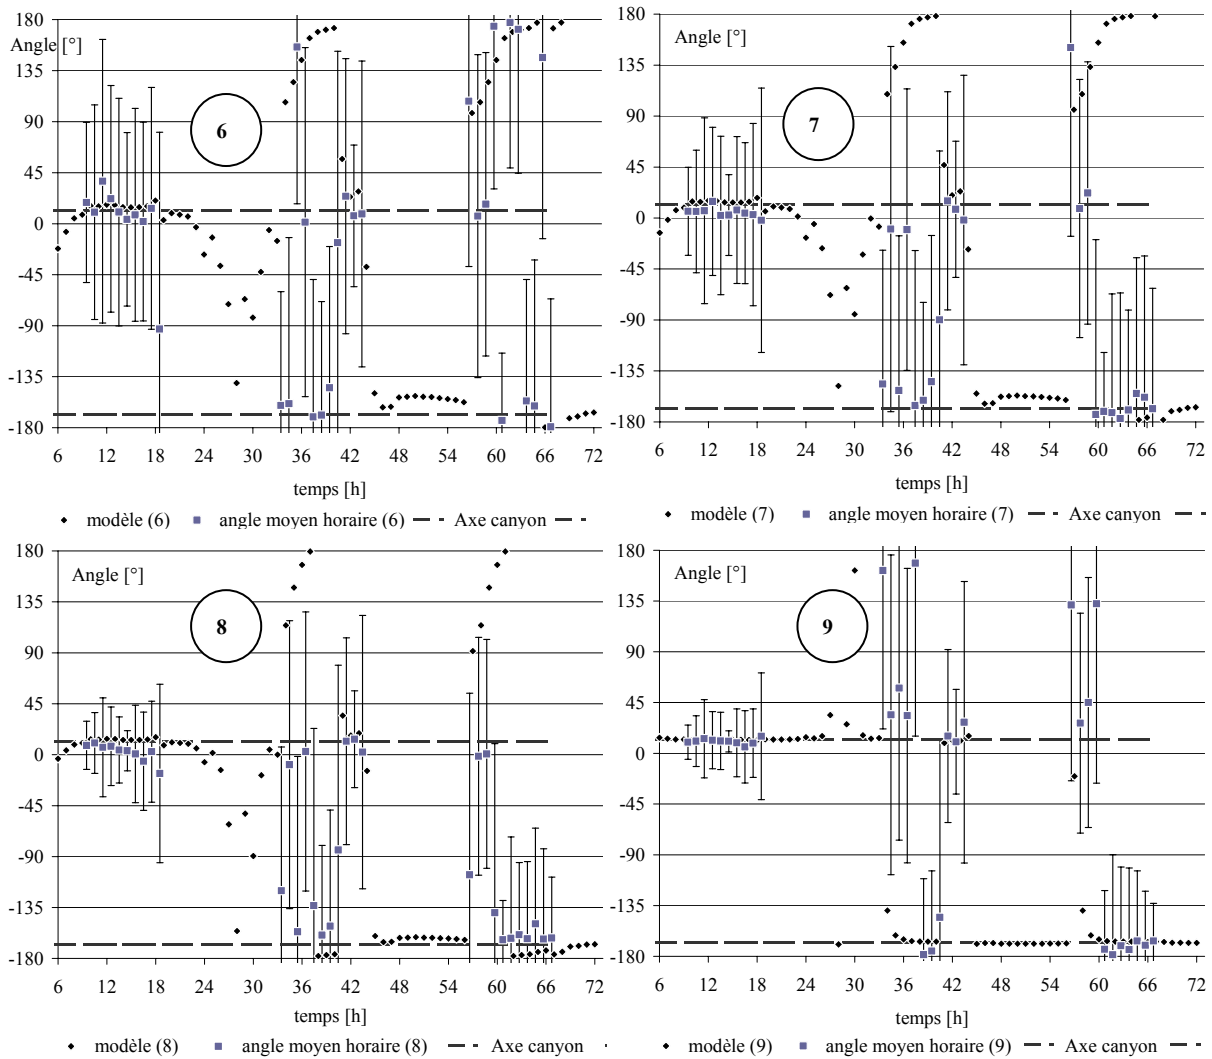 180
Angle [°]
135
90
45
0
-45
-90
-135
-180
6
6 12 18 24 30 36 42 48 54 60 66 72
temps [h]
modèle (6) angle moyen horaire (6) Axe canyon
180
Angle [°]
135
90
45
0
-45
-90
-135
-180
7
6 12 18 24 30 36 42 48 54 60 66 72
temps [h]
modèle (7) angle moyen horaire (7) Axe canyon
180
Angle [°]
135
90
45
0
-45
-90
-135
-180
8
6 12 18 24 30 36 42 48 54 60 66 72
temps [h]
modèle (8) angle moyen horaire (8) Axe canyon
180
Angle [°]
135
90
45
0
-45
-90
-135
-180
9
6 12 18 24 30 36 42 48 54 60 66 72
temps [h]
modèle (9) angle moyen horaire (9) Axe canyon